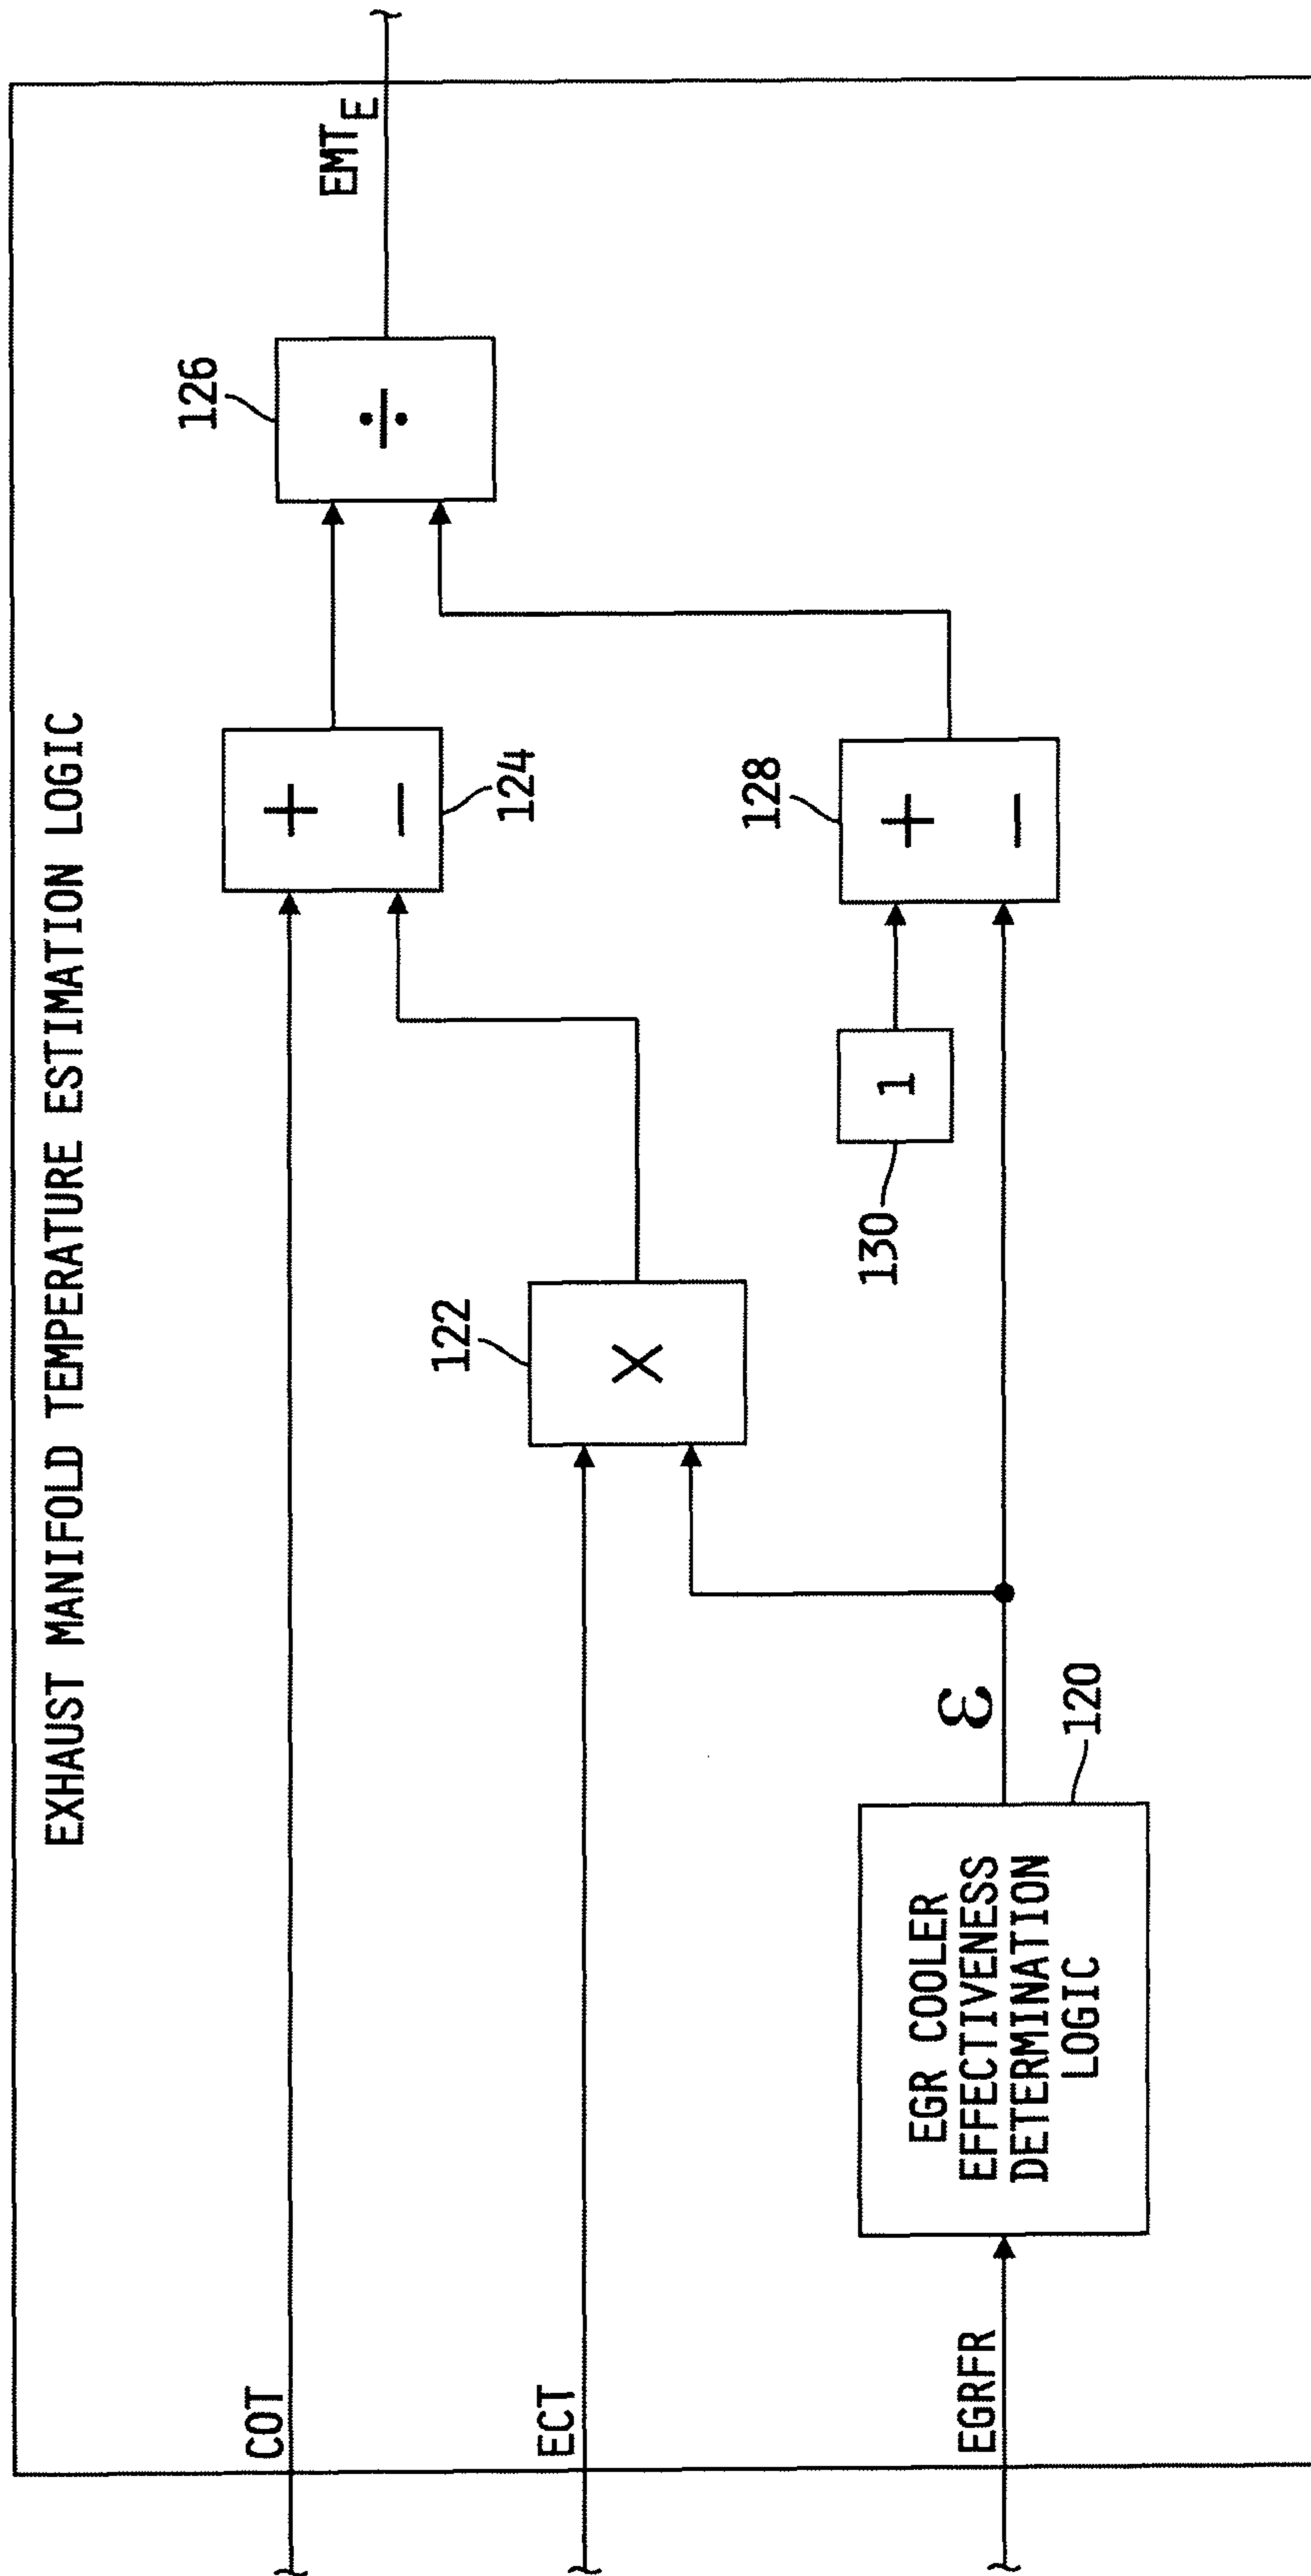 EXHAUST MANIFOLD TEMPERATURE ESTIMATION LOGIC
COT
ECT
EGRFR
EGR COOLER
EFFECTIVENESS
DETERMINATION
LOGIC
120
ε
122
X
130
1
124
+
−
128
+
−
126
÷
EMT_E